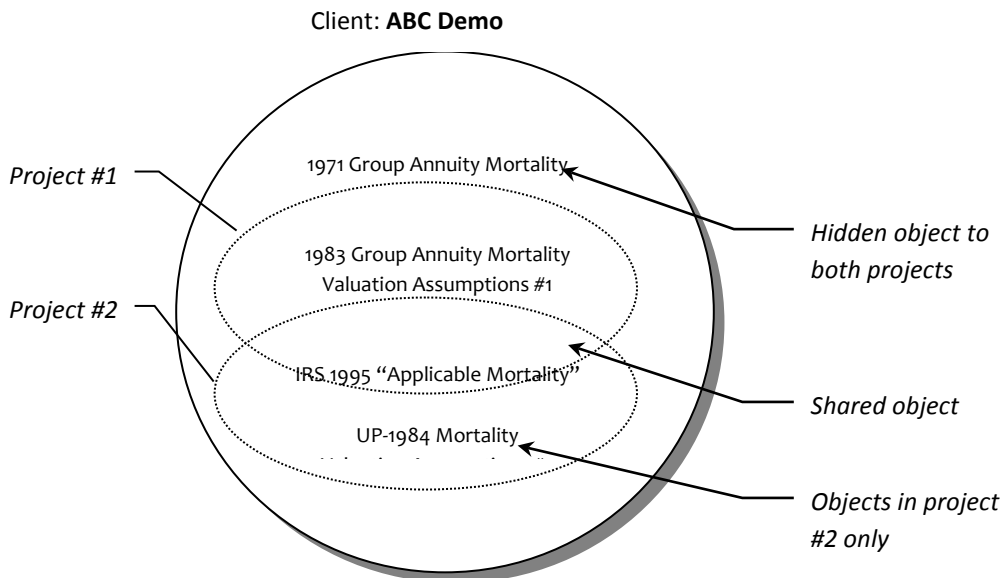 Client: ABC Demo
Project #1
1971 Group Annuity Mortality
Hidden object to
both projects
1983 Group Annuity Mortality
Valuation Assumptions #1
Project #2
IRS 1995 “Applicable Mortality”
Shared object
UP-1984 Mortality
Objects in project
#2 only